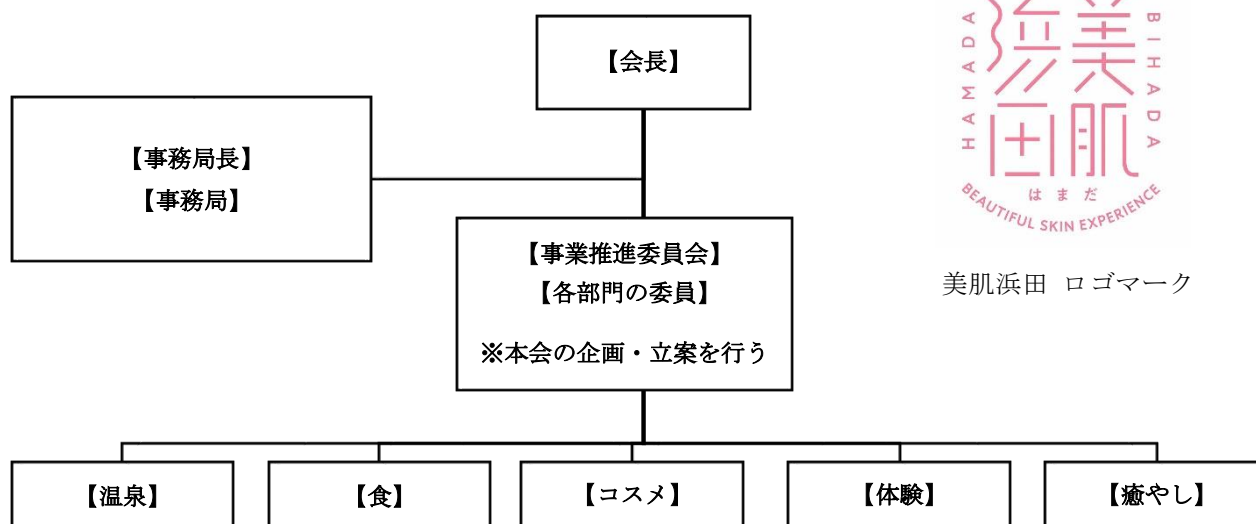 【会長】
【事務局長】
【事務局】
【事業推進委員会】
【各部門の委員】
※本会の企画・立案を行う
【温泉】
【食】
【コスメ】
【体験】
【癒やし】
HAMADA
美肌
浜田
BIHADA
はまだ
BEAUTIFUL SKIN EXPERIENCE
美肌浜田 ロゴマーク